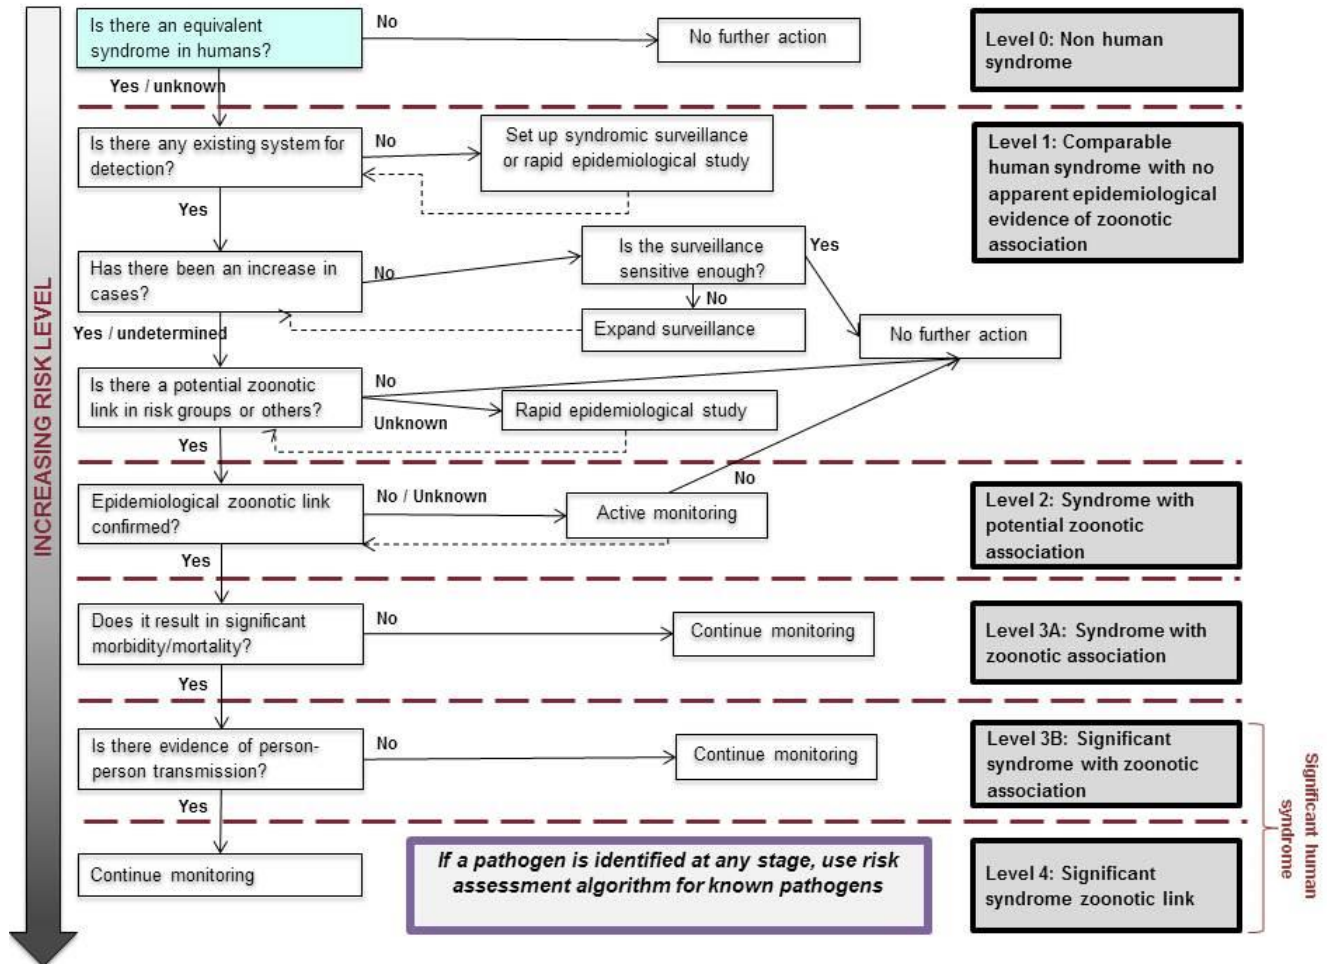 Is there an equivalent
syndrome in humans?
No
No further action
Level 0: Non human
syndrome
Yes / unknown
Is there any existing system for
detection?
No
Set up syndromic surveillance
or rapid epidemiological study
Level 1: Comparable
human syndrome with no
apparent epidemiological
evidence of zoonotic
association
Yes
Has there been an increase in
cases?
No
Is the surveillance
sensitive enough?
Yes
No
Expand surveillance
No further action
Yes / undetermined
Is there a potential zoonotic
link in risk groups or others?
No
Unknown
Rapid epidemiological study
Yes
Epidemiological zoonotic link
confirmed?
No / Unknown
Active monitoring
No
Level 2: Syndrome with
potential zoonotic
association
Yes
Does it result in significant
morbidity/mortality?
No
Continue monitoring
Level 3A: Syndrome with
zoonotic association
Yes
Is there evidence of person-
person transmission?
No
Continue monitoring
Level 3B: Significant
syndrome with zoonotic
association
Yes
Continue monitoring
If a pathogen is identified at any stage, use risk
assessment algorithm for known pathogens
Level 4: Significant
syndrome zoonotic link
Significant human
syndrome
INCREASING RISK LEVEL